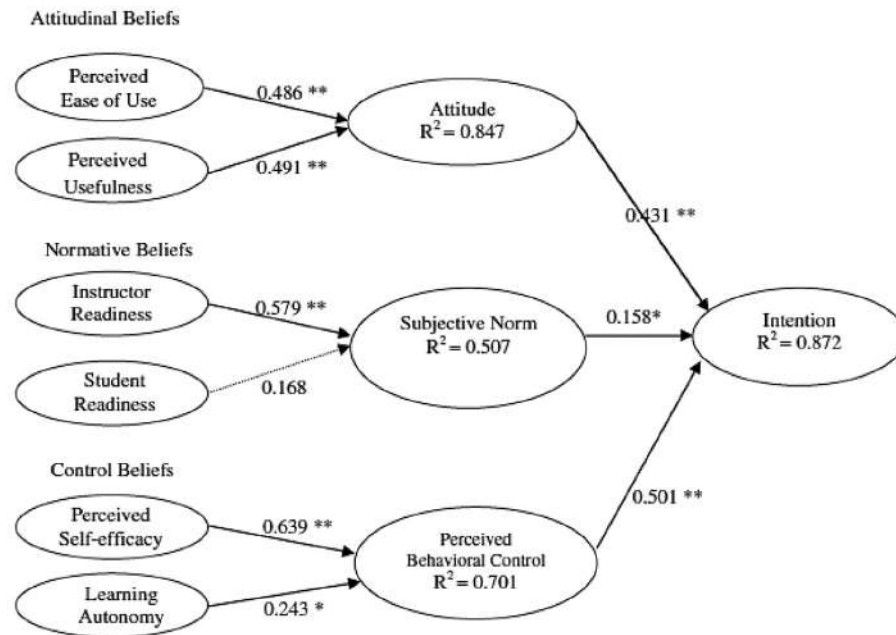 Attitudinal Beliefs
Perceived
Ease of Use
0.486 **
Attitude
R² = 0.847
Perceived
Usefulness
0.491 **
0.431 **
Normative Beliefs
Instructor
Readiness
0.579 **
Subjective Norm
R² = 0.507
0.158*
Intention
R² = 0.872
Student
Readiness
0.168
Control Beliefs
Perceived
Self-efficacy
0.639 **
Perceived
Behavioral Control
R² = 0.701
0.501 **
Learning
Autonomy
0.243 *